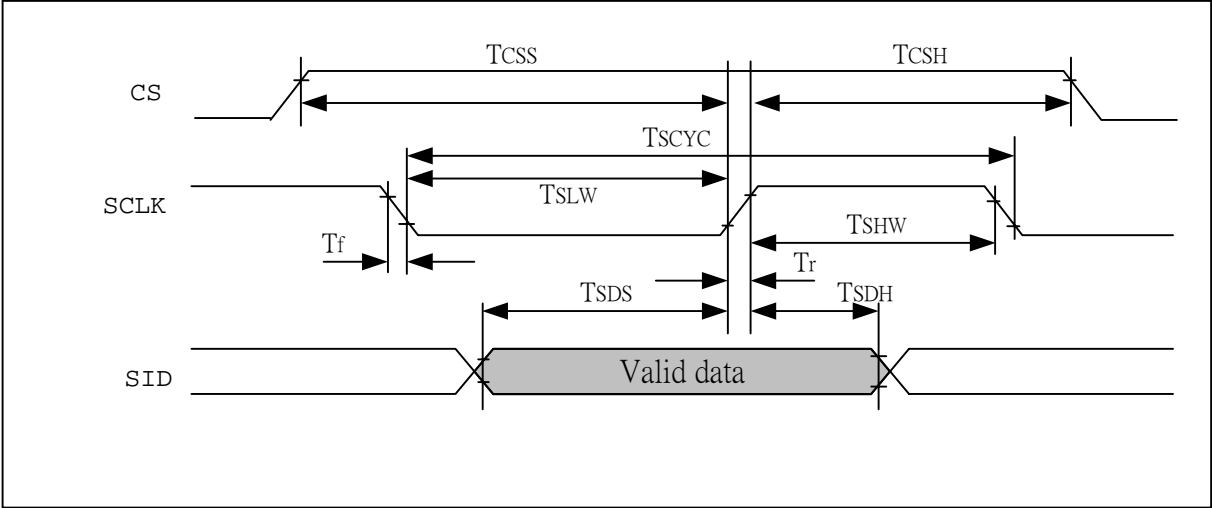 TCSS
TCSH
CS
TSCYC
TSLW
SCLK
TSHW
Tf
Tr
TSDS
TSDH
SID
Valid data